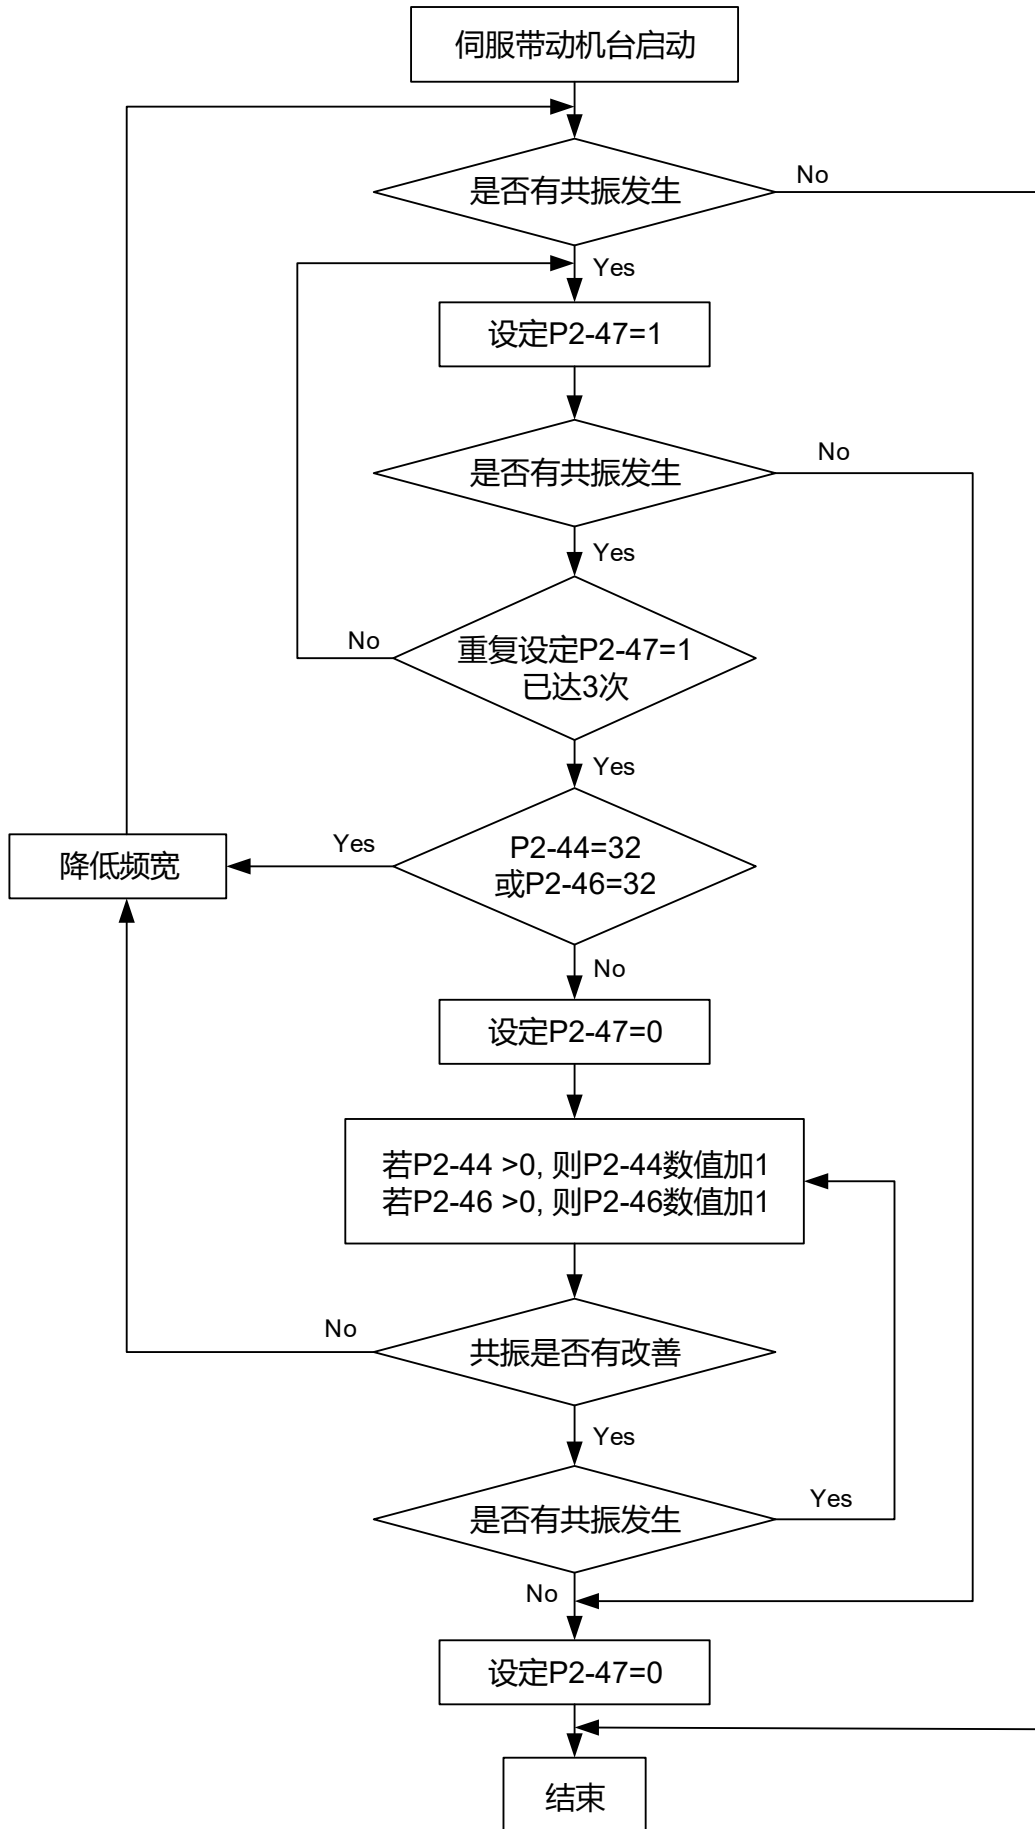 伺服带动机台启动
是否有共振发生
No
Yes
设定P2-47=1
是否有共振发生
No
Yes
重复设定P2-47=1
已达3次
No
Yes
P2-44=32
或P2-46=32
Yes
降低频宽
No
设定P2-47=0
若P2-44 >0, 则P2-44数值加1
若P2-46 >0, 则P2-46数值加1
共振是否有改善
No
Yes
是否有共振发生
Yes
No
设定P2-47=0
结束